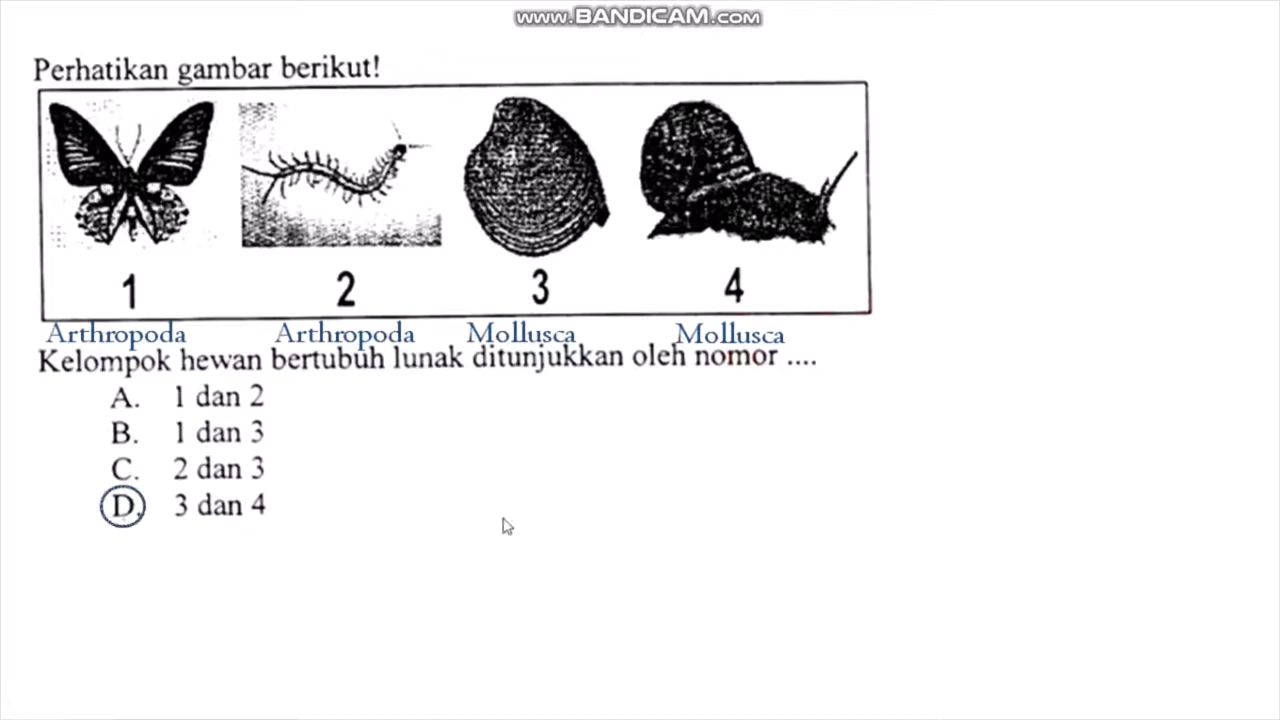 www.BANDICAM.com
Perhatikan gambar berikut!
1 2 3 4
Arthropoda Arthropoda Mollusca Mollusca
Kelompok hewan bertubuh lunak ditunjukkan oleh nomor ....
A. 1 dan 2
B. 1 dan 3
C. 2 dan 3
D. 3 dan 4